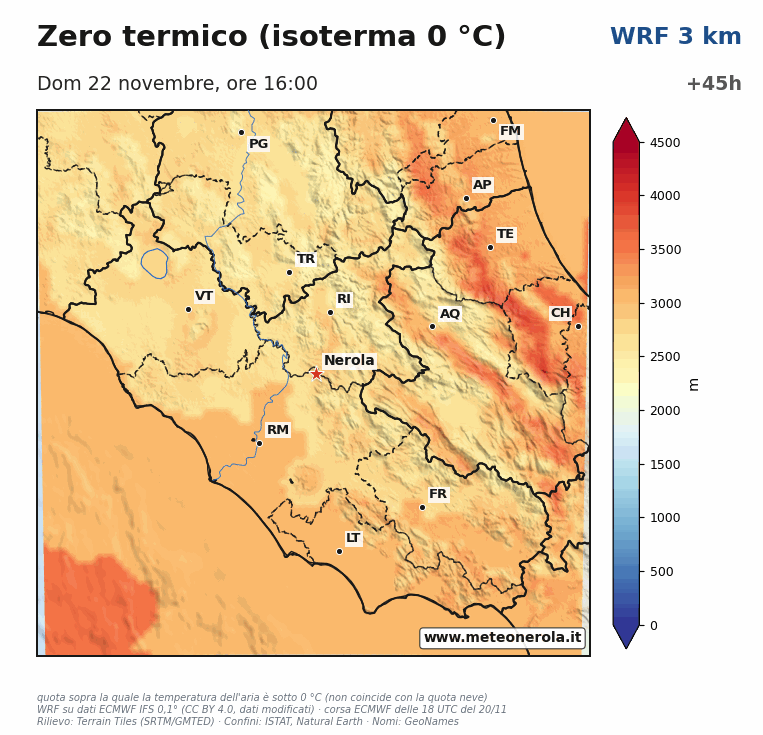 Zero termico (isoterma 0 °C)
WRF 3 km
Dom 22 novembre, ore 16:00
+45h
FM
PG
AP
TE
TR
VT
RI
AQ
CH
Nerola
RM
FR
LT
www.meteonerola.it
4500
4000
3500
3000
2500
2000
1500
1000
500
0
m
quota sopra la quale la temperatura dell'aria è sotto 0 °C (non coincide con la quota neve)
WRF su dati ECMWF IFS 0,1° (CC BY 4.0, dati modificati) · corsa ECMWF delle 18 UTC del 20/11
Rilievo: Terrain Tiles (SRTM/GMTED) · Confini: ISTAT, Natural Earth · Nomi: GeoNames